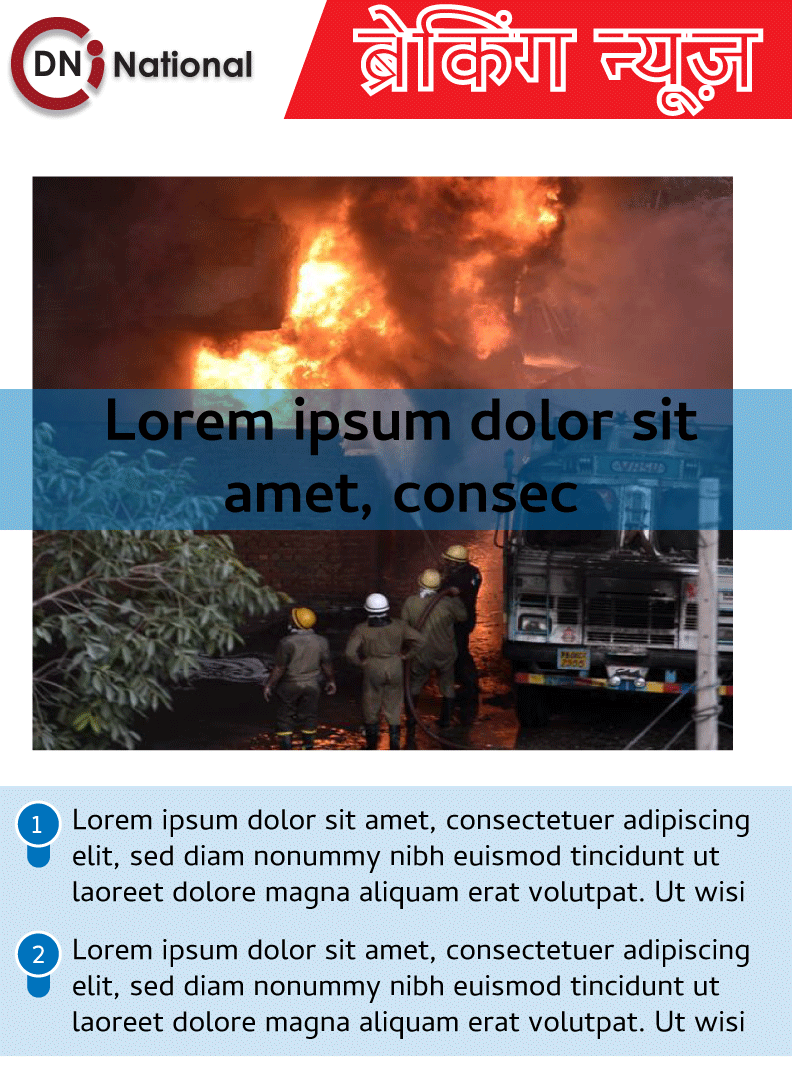 DNi National
ब्रेकिंग न्यूज़
Lorem ipsum dolor sit
amet, consec
1
Lorem ipsum dolor sit amet, consectetuer adipiscing
elit, sed diam nonummy nibh euismod tincidunt ut
laoreet dolore magna aliquam erat volutpat. Ut wisi
2
Lorem ipsum dolor sit amet, consectetuer adipiscing
elit, sed diam nonummy nibh euismod tincidunt ut
laoreet dolore magna aliquam erat volutpat. Ut wisi